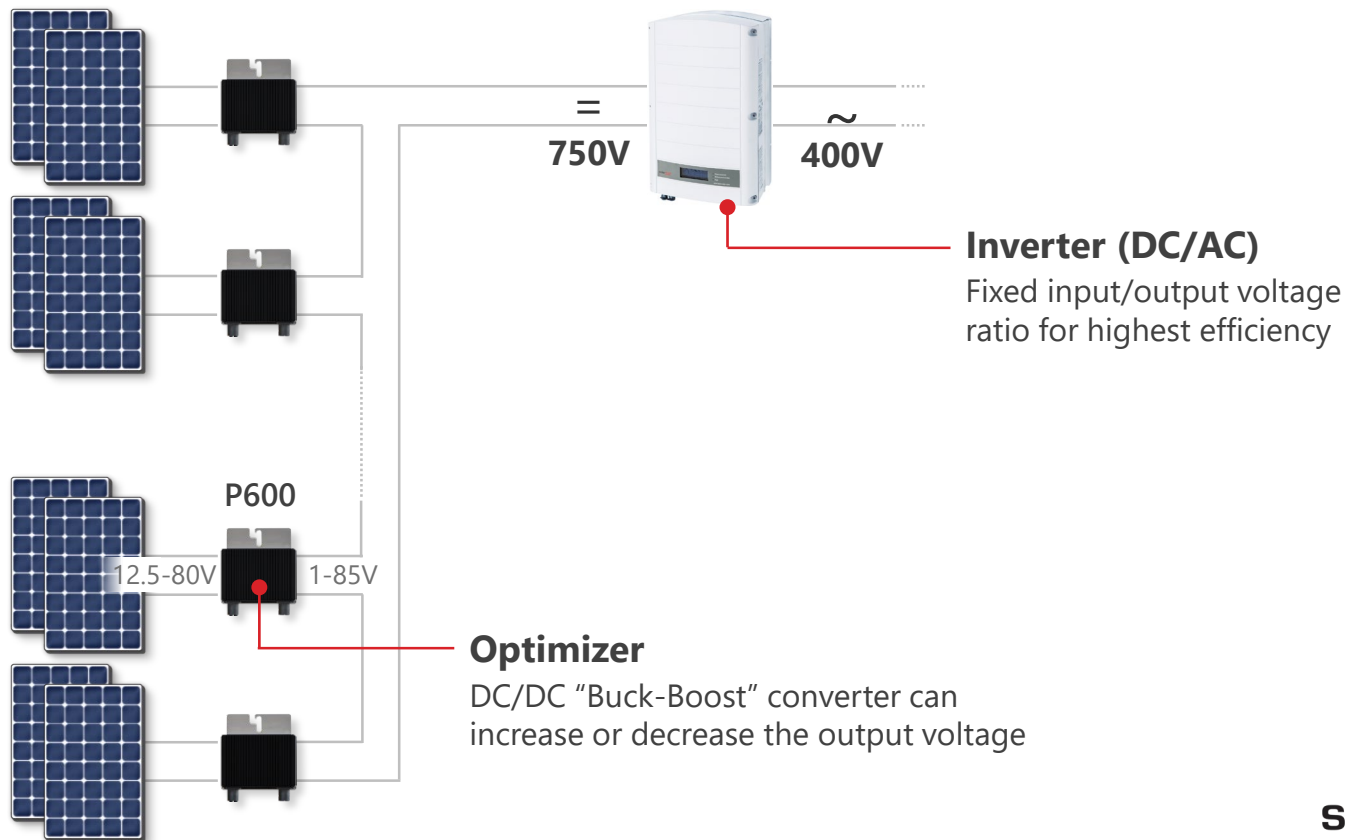 =
750V
~
400V
Inverter (DC/AC)
Fixed input/output voltage
ratio for highest efficiency
P600
12.5-80V
1-85V
Optimizer
DC/DC “Buck-Boost” converter can
increase or decrease the output voltage
s